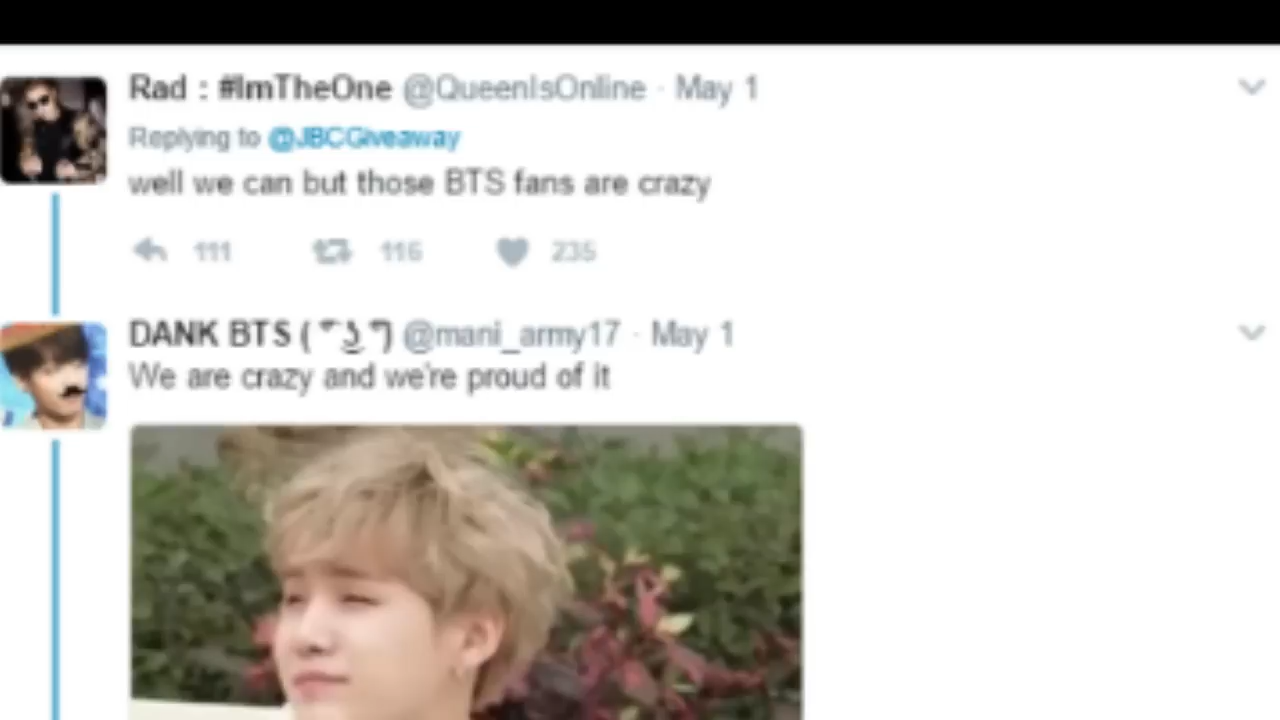 Rad : #ImTheOne @QueenIsOnline · May 1
Replying to @JBCGiveaway
well we can but those BTS fans are crazy
111 116 235
DANK BTS ( ͡° ͜ʖ ͡°) @mani_army17 · May 1
We are crazy and we're proud of it